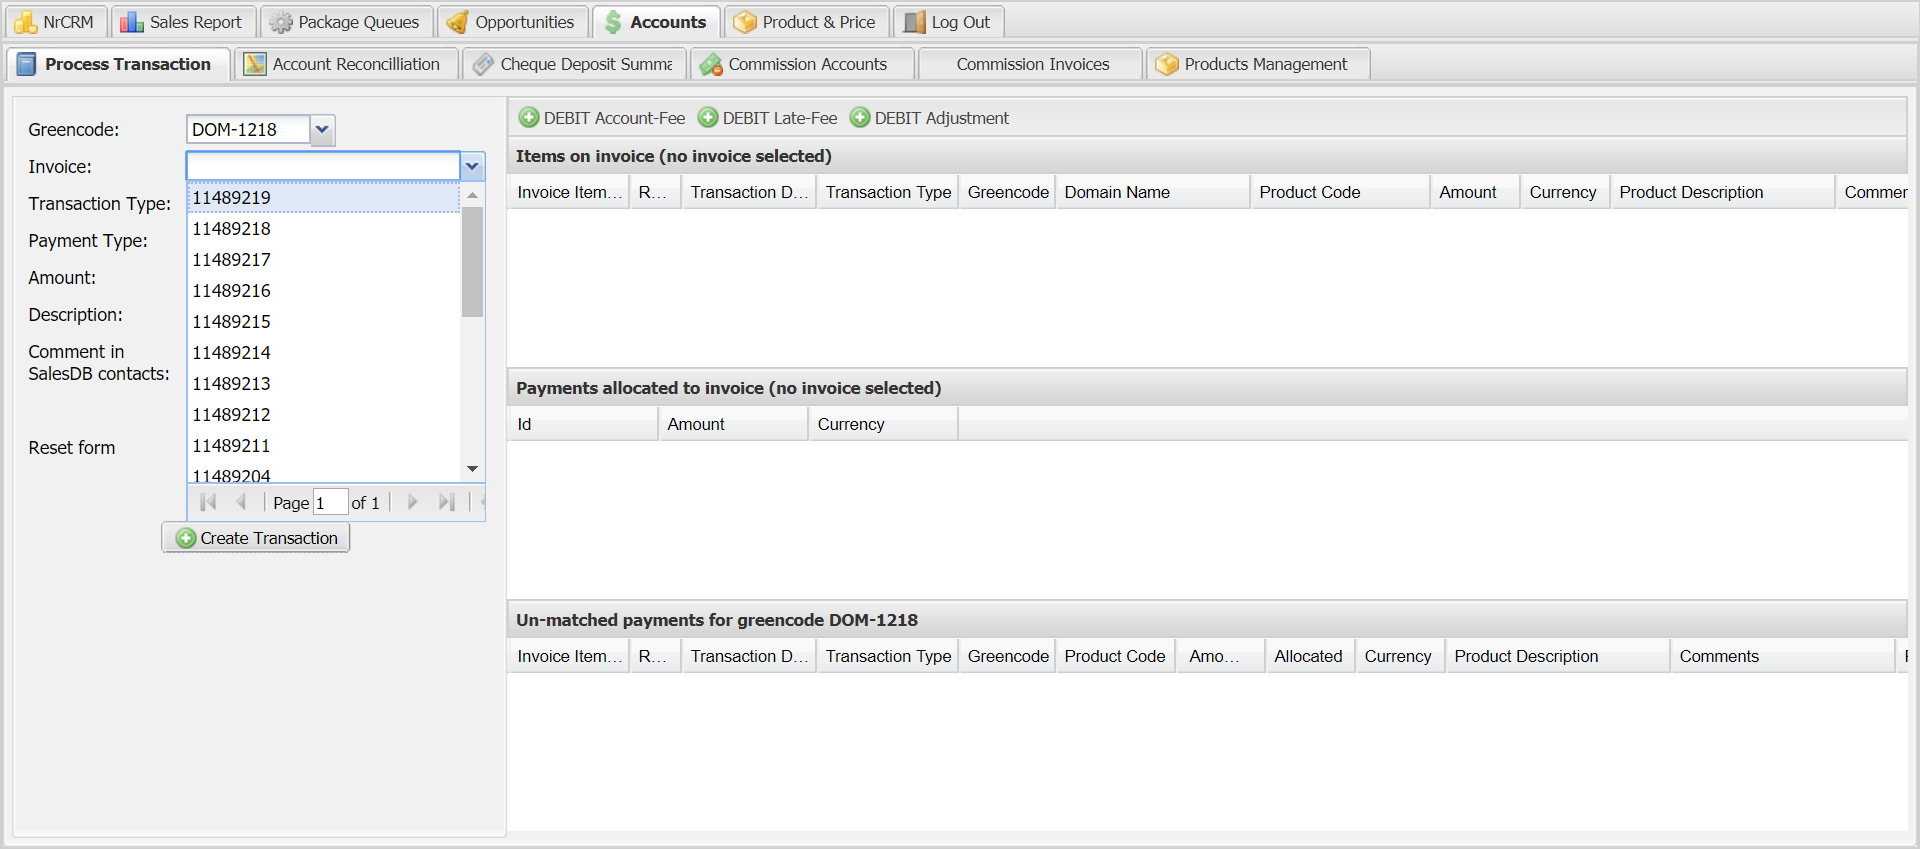 NrCRM Sales Report Package Queues Opportunities Accounts Product & Price Log Out
Process Transaction Account Reconcilliation Cheque Deposit Summa Commission Accounts Commission Invoices Products Management
Greencode: DOM-1218
Invoice:
Transaction Type:
Payment Type:
Amount:
Description:
Comment in
SalesDB contacts:
Reset form
11489219
11489218
11489217
11489216
11489215
11489214
11489213
11489212
11489211
11489204
Page 1 of 1
Create Transaction
DEBIT Account-Fee DEBIT Late-Fee DEBIT Adjustment
Items on invoice (no invoice selected)
Invoice Item... R... Transaction D... Transaction Type Greencode Domain Name Product Code Amount Currency Product Description Commer
Payments allocated to invoice (no invoice selected)
Id Amount Currency
Un-matched payments for greencode DOM-1218
Invoice Item... R... Transaction D... Transaction Type Greencode Product Code Amo... Allocated Currency Product Description Comments